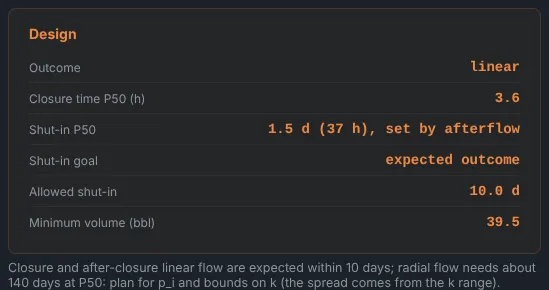 Design
Outcome linear
Closure time P50 (h) 3.6
Shut-in P50 1.5 d (37 h), set by afterflow
Shut-in goal expected outcome
Allowed shut-in 10.0 d
Minimum volume (bbl) 39.5
Closure and after-closure linear flow are expected within 10 days; radial flow needs about
140 days at P50: plan for p_i and bounds on k (the spread comes from the k range).